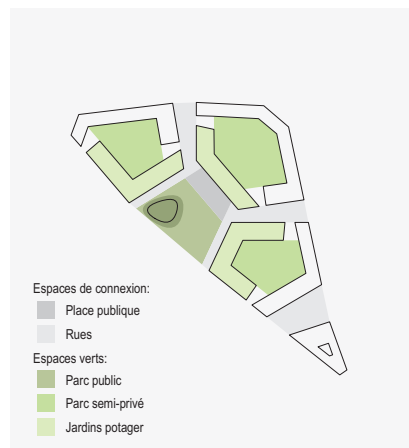 Espaces de connexion:
Place publique
Rues
Espaces verts:
Parc public
Parc semi-privé
Jardins potager